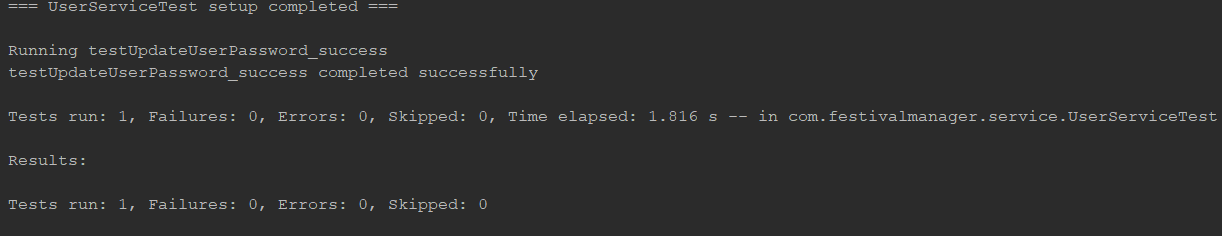 === UserServiceTest setup completed ===
Running testUpdateUserPassword_success
testUpdateUserPassword_success completed successfully
Tests run: 1, Failures: 0, Errors: 0, Skipped: 0, Time elapsed: 1.816 s -- in com.festivalmanager.service.UserServiceTest
Results:
Tests run: 1, Failures: 0, Errors: 0, Skipped: 0